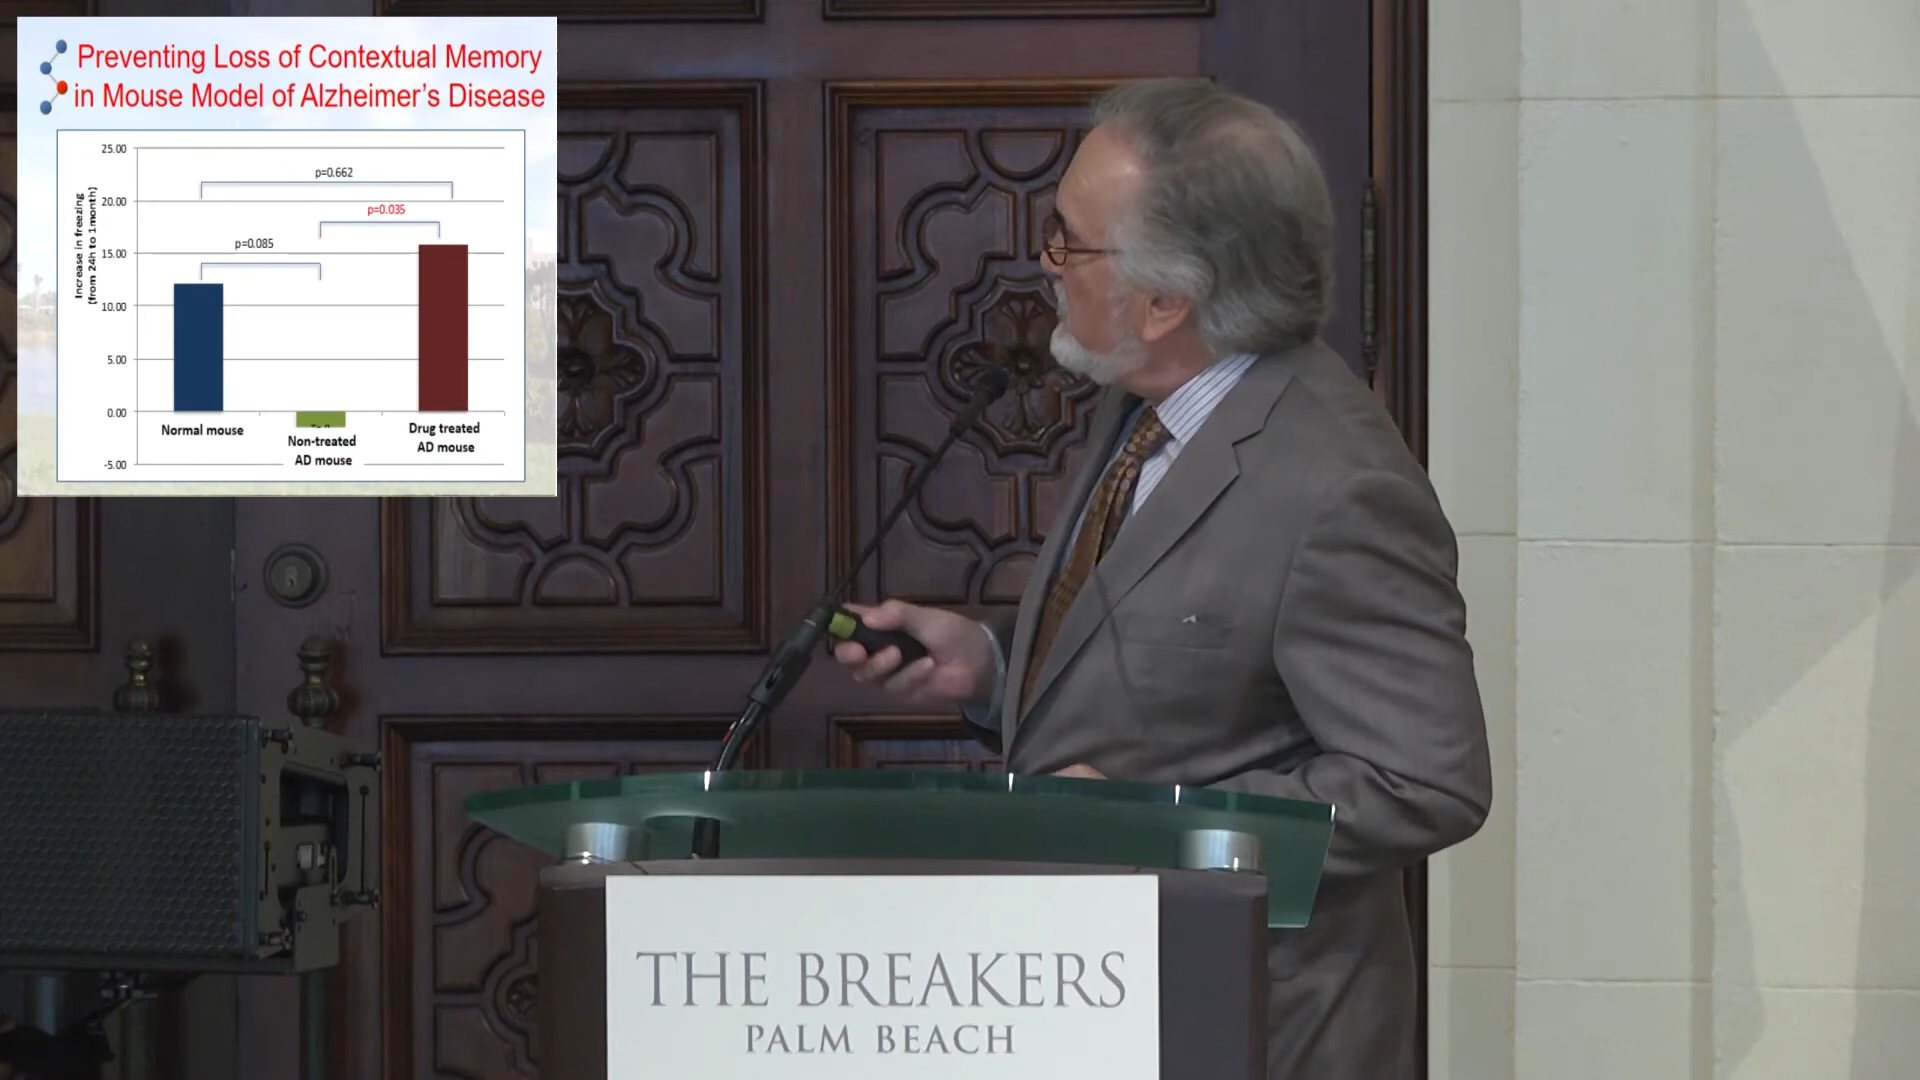 Preventing Loss of Contextual Memory
in Mouse Model of Alzheimer's Disease
25.00
20.00
15.00
10.00
5.00
0.00
-5.00
Increase in freezing
(from 24h to 1month)
p=0.662
p=0.035
p=0.085
Normal mouse
Non-treated
AD mouse
Drug treated
AD mouse
THE BREAKERS
PALM BEACH